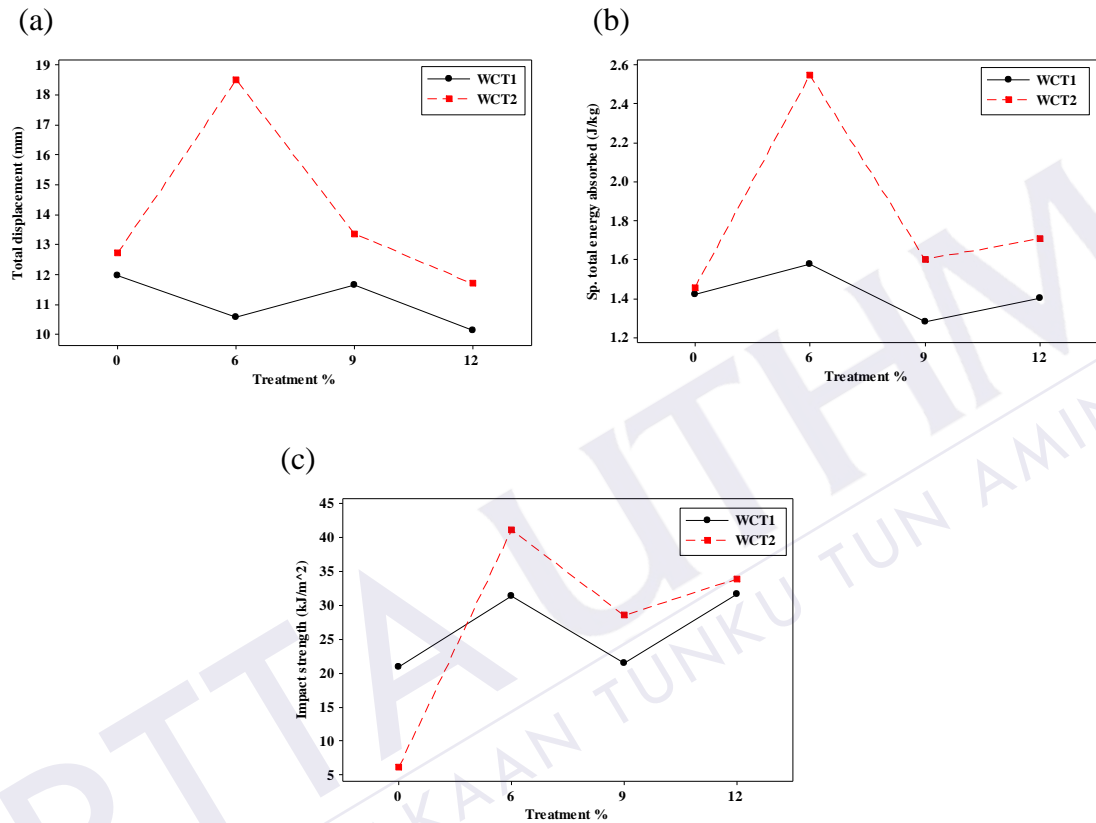 (a)
Total displacement (mm)
19
18
17
16
15
14
13
12
11
10
0 6 9 12
Treatment %
WCT1
WCT2
(b)
Sp. total energy absorbed (J/kg)
2.6
2.4
2.2
2.0
1.8
1.6
1.4
1.2
0 6 9 12
Treatment %
WCT1
WCT2
(c)
Impact strength (kJ/m^2)
45
40
35
30
25
20
15
10
5
0 6 9 12
Treatment %
WCT1
WCT2
PTTA UTHM
KAAN TUNKU TUN AMIN